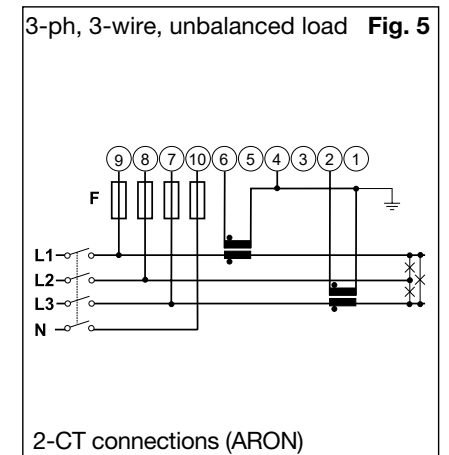 3-ph, 3-wire, unbalanced load Fig. 5
9 8 7 10 6 5 4 3 2 1
F
L1
L2
L3
N
2-CT connections (ARON)